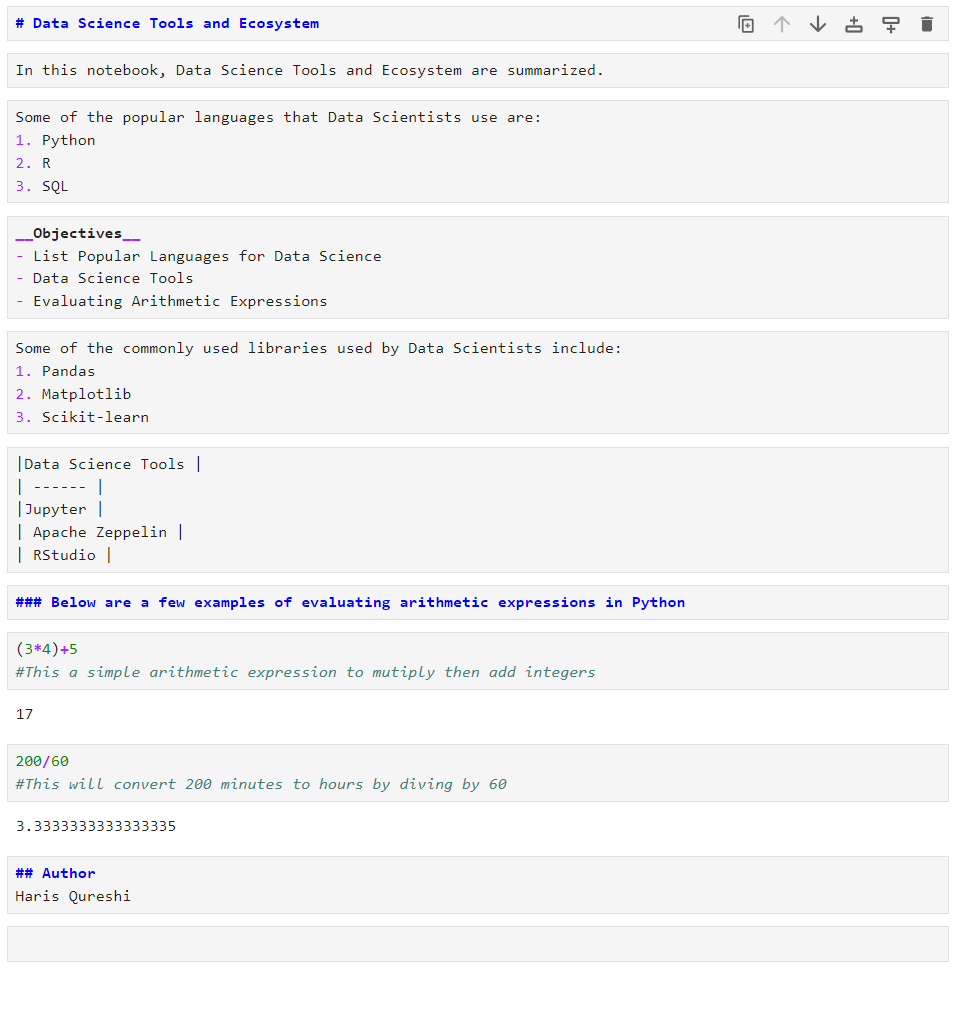 # Data Science Tools and Ecosystem
In this notebook, Data Science Tools and Ecosystem are summarized.
Some of the popular languages that Data Scientists use are:
1. Python
2. R
3. SQL
__Objectives__
- List Popular Languages for Data Science
- Data Science Tools
- Evaluating Arithmetic Expressions
Some of the commonly used libraries used by Data Scientists include:
1. Pandas
2. Matplotlib
3. Scikit-learn
|Data Science Tools |
| ------ |
|Jupyter |
| Apache Zeppelin |
| RStudio |
### Below are a few examples of evaluating arithmetic expressions in Python
(3*4)+5
#This a simple arithmetic expression to mutiply then add integers
17
200/60
#This will convert 200 minutes to hours by diving by 60
3.3333333333333335
## Author
Haris Qureshi